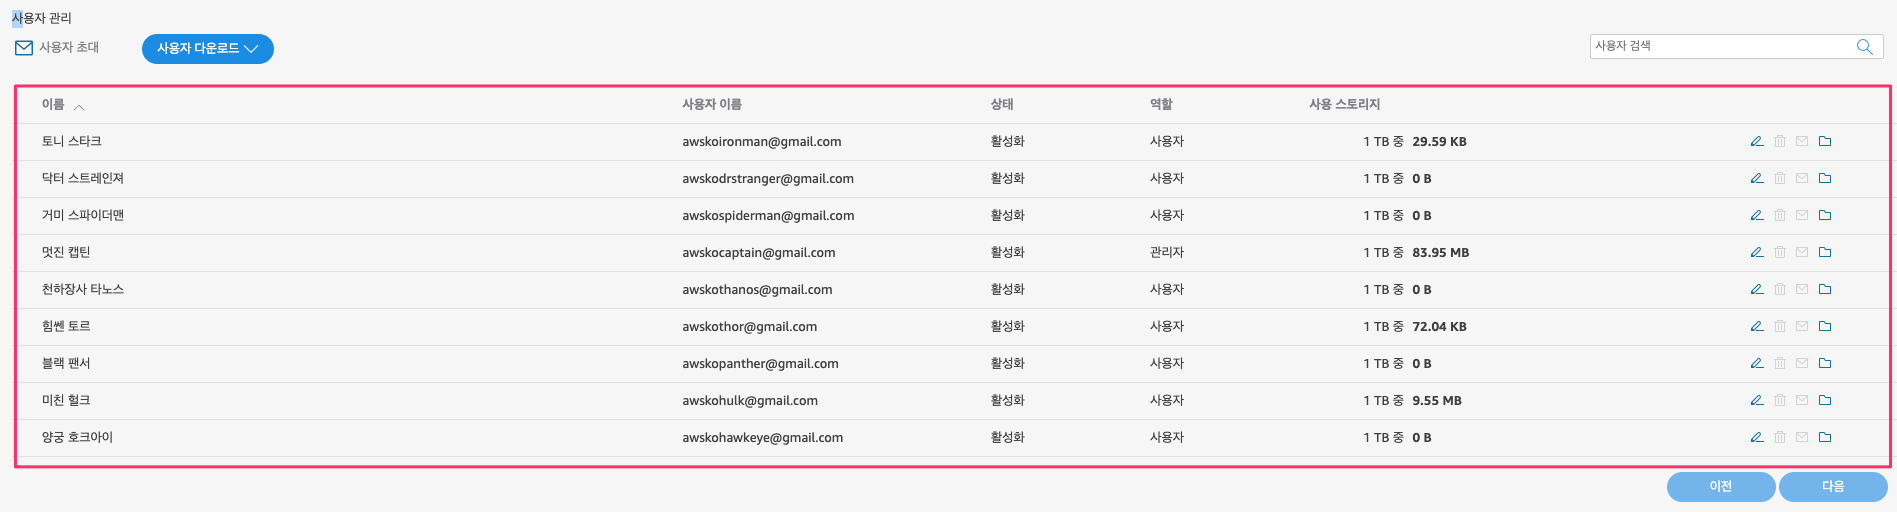 사용자 관리
사용자 초대 사용자 다운로드 사용자 검색
이름 사용자 이름 상태 역할 사용 스토리지
토니 스타크 awskoironman@gmail.com 활성화 사용자 1 TB 중 29.59 KB
닥터 스트레인져 awskodrstranger@gmail.com 활성화 사용자 1 TB 중 0 B
거미 스파이더맨 awskospiderman@gmail.com 활성화 사용자 1 TB 중 0 B
멋진 캡틴 awskocaptain@gmail.com 활성화 관리자 1 TB 중 83.95 MB
천하장사 타노스 awskothanos@gmail.com 활성화 사용자 1 TB 중 0 B
힘쎈 토르 awskothor@gmail.com 활성화 사용자 1 TB 중 72.04 KB
블랙 팬서 awskopanther@gmail.com 활성화 사용자 1 TB 중 0 B
미친 헐크 awskohulk@gmail.com 활성화 사용자 1 TB 중 9.55 MB
양궁 호크아이 awskohawkeye@gmail.com 활성화 사용자 1 TB 중 0 B
이전 다음